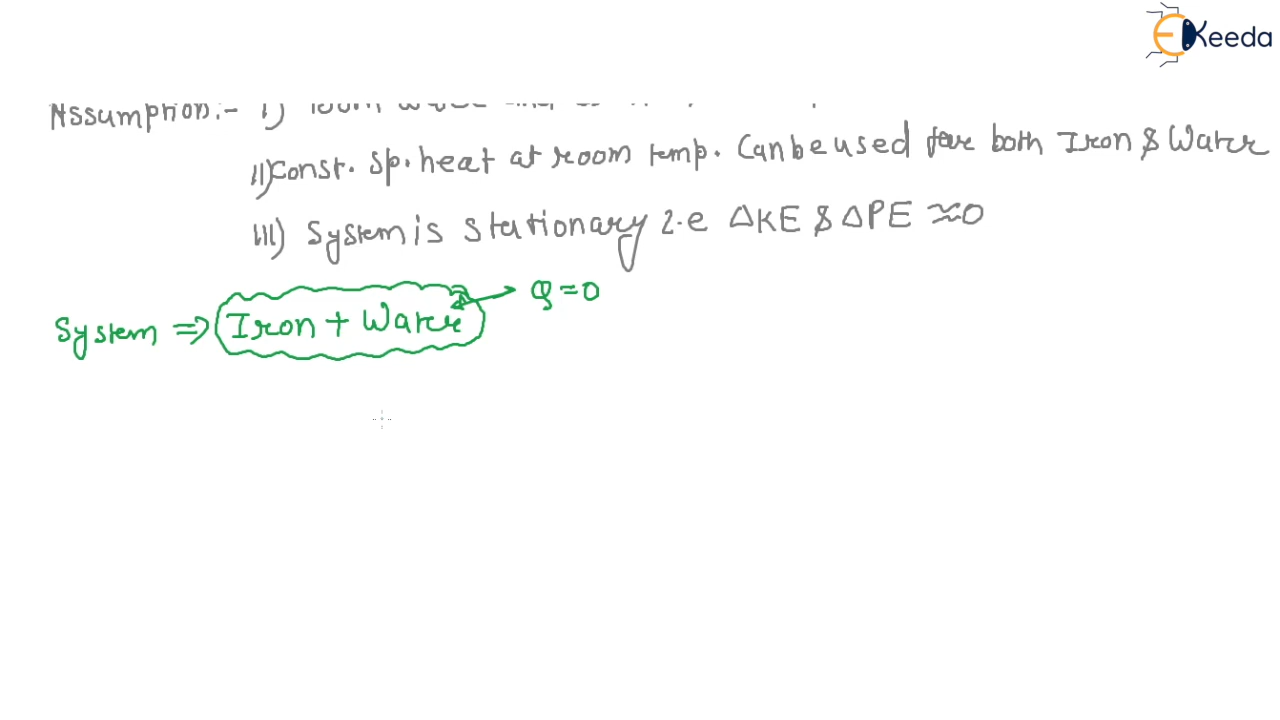 EKeeda
Assumption:- i)
ii) Const. Sp. heat at room temp. Can be used for both Iron & Water
iii) System is stationary i.e ΔKE & ΔPE ≈0
System ⇒ Iron + Water Q=0